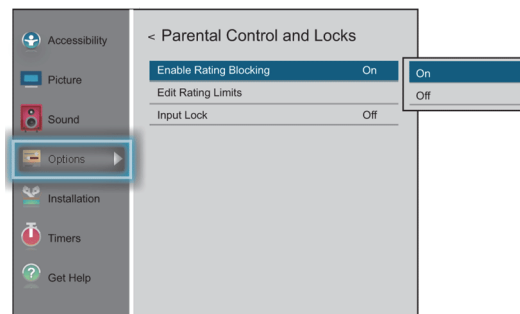 Accessibility
Picture
Sound
Options
Installation
Timers
Get Help
< Parental Control and Locks
Enable Rating Blocking On
Edit Rating Limits
Input Lock Off
On
Off